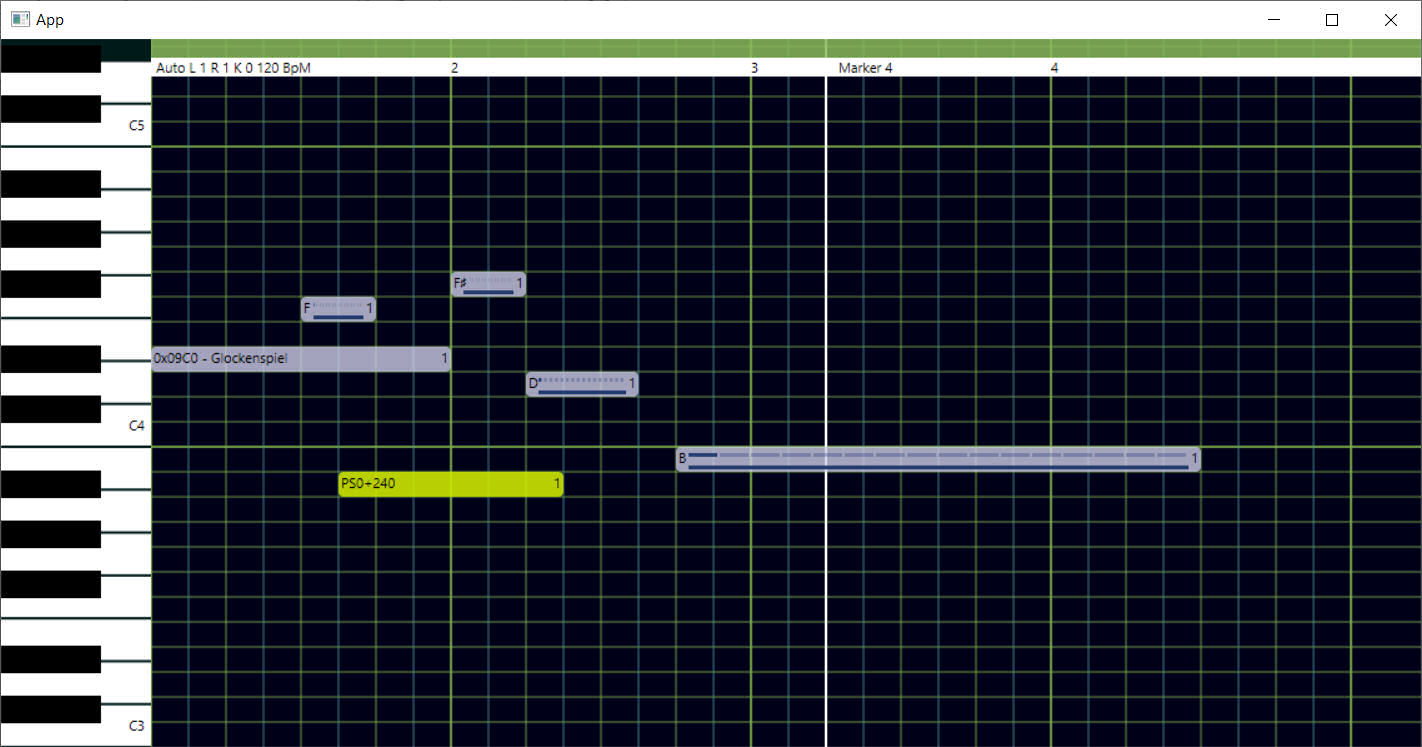 App
Auto L 1 R 1 K 0 120 BpM 2 3 Marker 4 4
C5
F♯ 1
F 1
0x09C0 - Glockenspiel 1
D 1
C4
B 1
PS0+240 1
C3